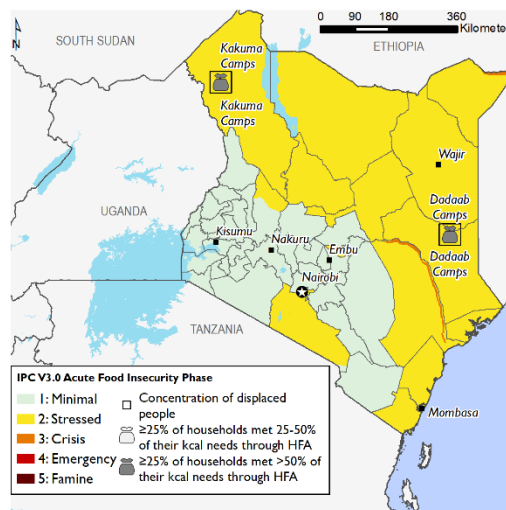 0 90 180 360
Kilomete
N
SOUTH SUDAN
ETHIOPIA
Kakuma
Camps
Kakuma
Camps
Wajir
UGANDA
Dadaab
Camps
Dadaab
Camps
Kisumu
Nakuru
Embu
Nairobi
TANZANIA
Mombasa
IPC V3.0 Acute Food Insecurity Phase
1: Minimal
2: Stressed
3: Crisis
4: Emergency
5: Famine
Concentration of displaced
people
≥25% of households met 25-50%
of their kcal needs through HFA
≥25% of households met >50% of
their kcal needs through HFA